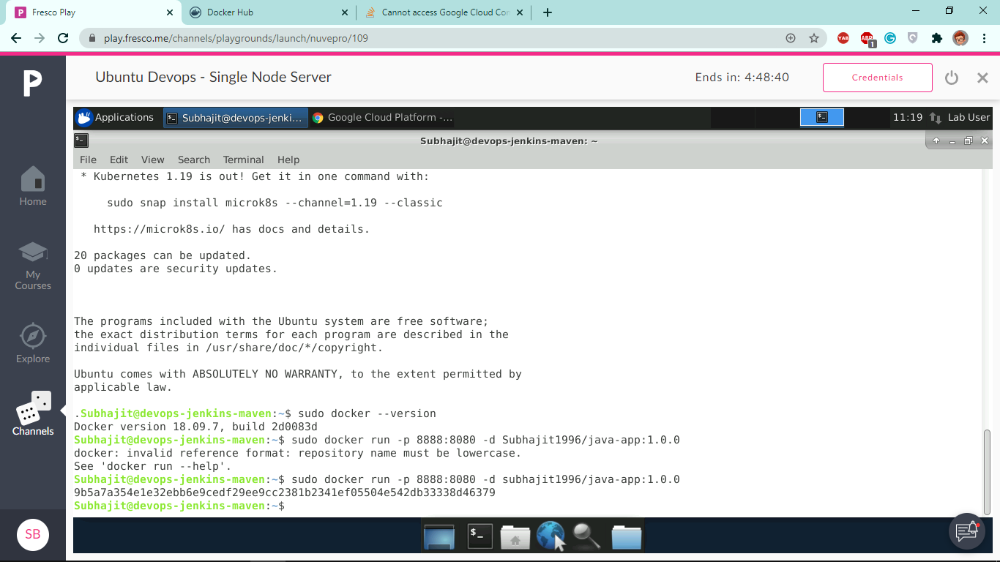 Fresco Play
Docker Hub
Cannot access Google Cloud Con
play.fresco.me/channels/playgrounds/launch/nuvepro/109
YAB
ABP
1
Ubuntu Devops - Single Node Server
Ends in: 4:48:40
Credentials
Applications
Subhajit@devops-jenki...
Google Cloud Platform -...
11:19
Lab User
Subhajit@devops-jenkins-maven: ~
File Edit View Search Terminal Help
* Kubernetes 1.19 is out! Get it in one command with:
sudo snap install microk8s --channel=1.19 --classic
https://microk8s.io/ has docs and details.
20 packages can be updated.
0 updates are security updates.
The programs included with the Ubuntu system are free software;
the exact distribution terms for each program are described in the
individual files in /usr/share/doc/*/copyright.
Ubuntu comes with ABSOLUTELY NO WARRANTY, to the extent permitted by
applicable law.
.Subhajit@devops-jenkins-maven:~$ sudo docker --version
Docker version 18.09.7, build 2d0083d
Subhajit@devops-jenkins-maven:~$ sudo docker run -p 8888:8080 -d Subhajit1996/java-app:1.0.0
docker: invalid reference format: repository name must be lowercase.
See 'docker run --help'.
Subhajit@devops-jenkins-maven:~$ sudo docker run -p 8888:8080 -d subhajit1996/java-app:1.0.0
9b5a7a354e1e32ebb6e9cedf29ee9cc2381b2341ef05504e542db33338d46379
Subhajit@devops-jenkins-maven:~$
Home
My
Courses
Explore
Channels
SB